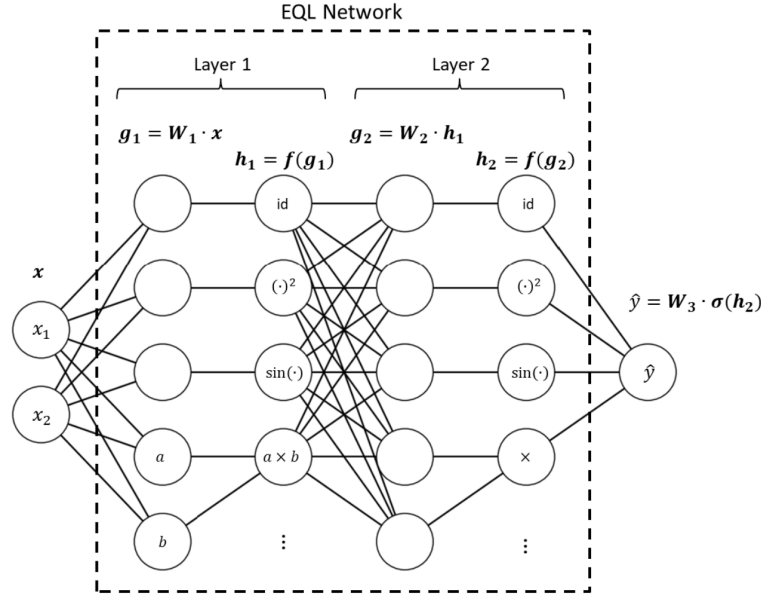 EQL Network
Layer 1
Layer 2
g₁ = W₁ · x
g₂ = W₂ · h₁
h₁ = f(g₁)
h₂ = f(g₂)
id
id
x
(·)²
(·)²
ŷ = W₃ · σ(h₂)
x₁
sin(·)
sin(·)
ŷ
x₂
a
a × b
×
b
⋮
⋮